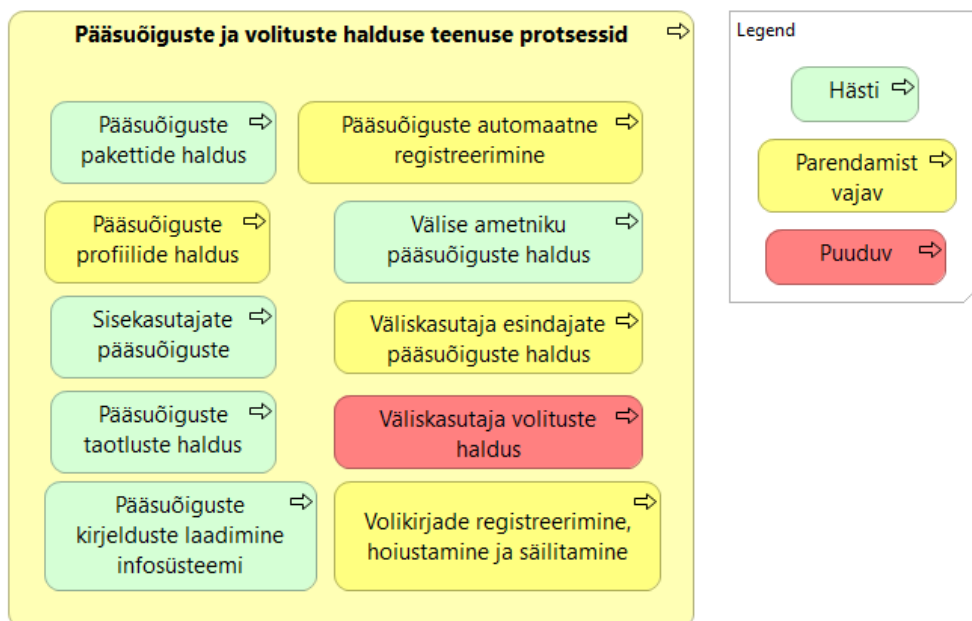 Pääsuõiguste ja volituste halduse teenuse protsessid
Pääsuõiguste
pakettide haldus
Pääsuõiguste automaatne
registreerimine
Pääsuõiguste
profiilide haldus
Välise ametniku
pääsuõiguste haldus
Sisekasutajate
pääsuõiguste
Väliskasutaja esindajate
pääsuõiguste haldus
Pääsuõiguste
taotluste haldus
Väliskasutaja volituste
haldus
Pääsuõiguste
kirjelduste laadimine
infosüsteemi
Volikirjade registreerimine,
hoiustamine ja säilitamine
Legend
Hästi
Parendamist
vajav
Puuduv